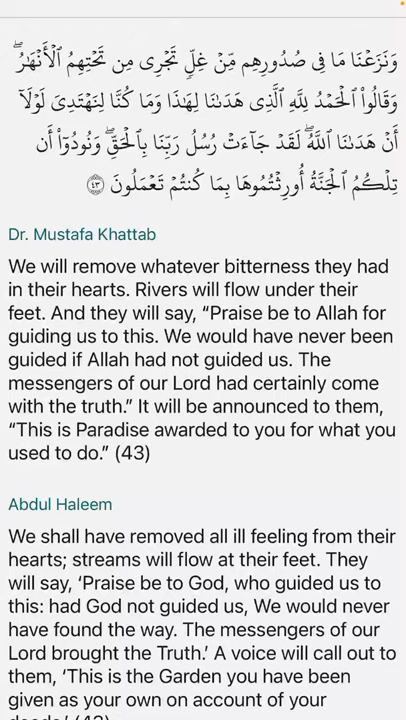 وَنَزَعْنَا مَا فِى صُدُورِهِم مِّنْ غِلٍّ تَجْرِى مِن تَحْتِهِمُ ٱلْأَنْهَـٰرُ ۖ
وَقَالُوا۟ ٱلْحَمْدُ لِلَّهِ ٱلَّذِى هَدَىٰنَا لِهَـٰذَا وَمَا كُنَّا لِنَهْتَدِىَ لَوْلَآ
أَنْ هَدَىٰنَا ٱللَّهُ ۖ لَقَدْ جَآءَتْ رُسُلُ رَبِّنَا بِٱلْحَقِّ ۖ وَنُودُوٓا۟ أَن
تِلْكُمُ ٱلْجَنَّةُ أُورِثْتُمُوهَا بِمَا كُنتُمْ تَعْمَلُونَ ٤٣
Dr. Mustafa Khattab
We will remove whatever bitterness they had
in their hearts. Rivers will flow under their
feet. And they will say, “Praise be to Allah for
guiding us to this. We would have never been
guided if Allah had not guided us. The
messengers of our Lord had certainly come
with the truth.” It will be announced to them,
“This is Paradise awarded to you for what you
used to do.” (43)
Abdul Haleem
We shall have removed all ill feeling from their
hearts; streams will flow at their feet. They
will say, ‘Praise be to God, who guided us to
this: had God not guided us, We would never
have found the way. The messengers of our
Lord brought the Truth.’ A voice will call out to
them, ‘This is the Garden you have been
given as your own on account of your
deeds.’ (43)